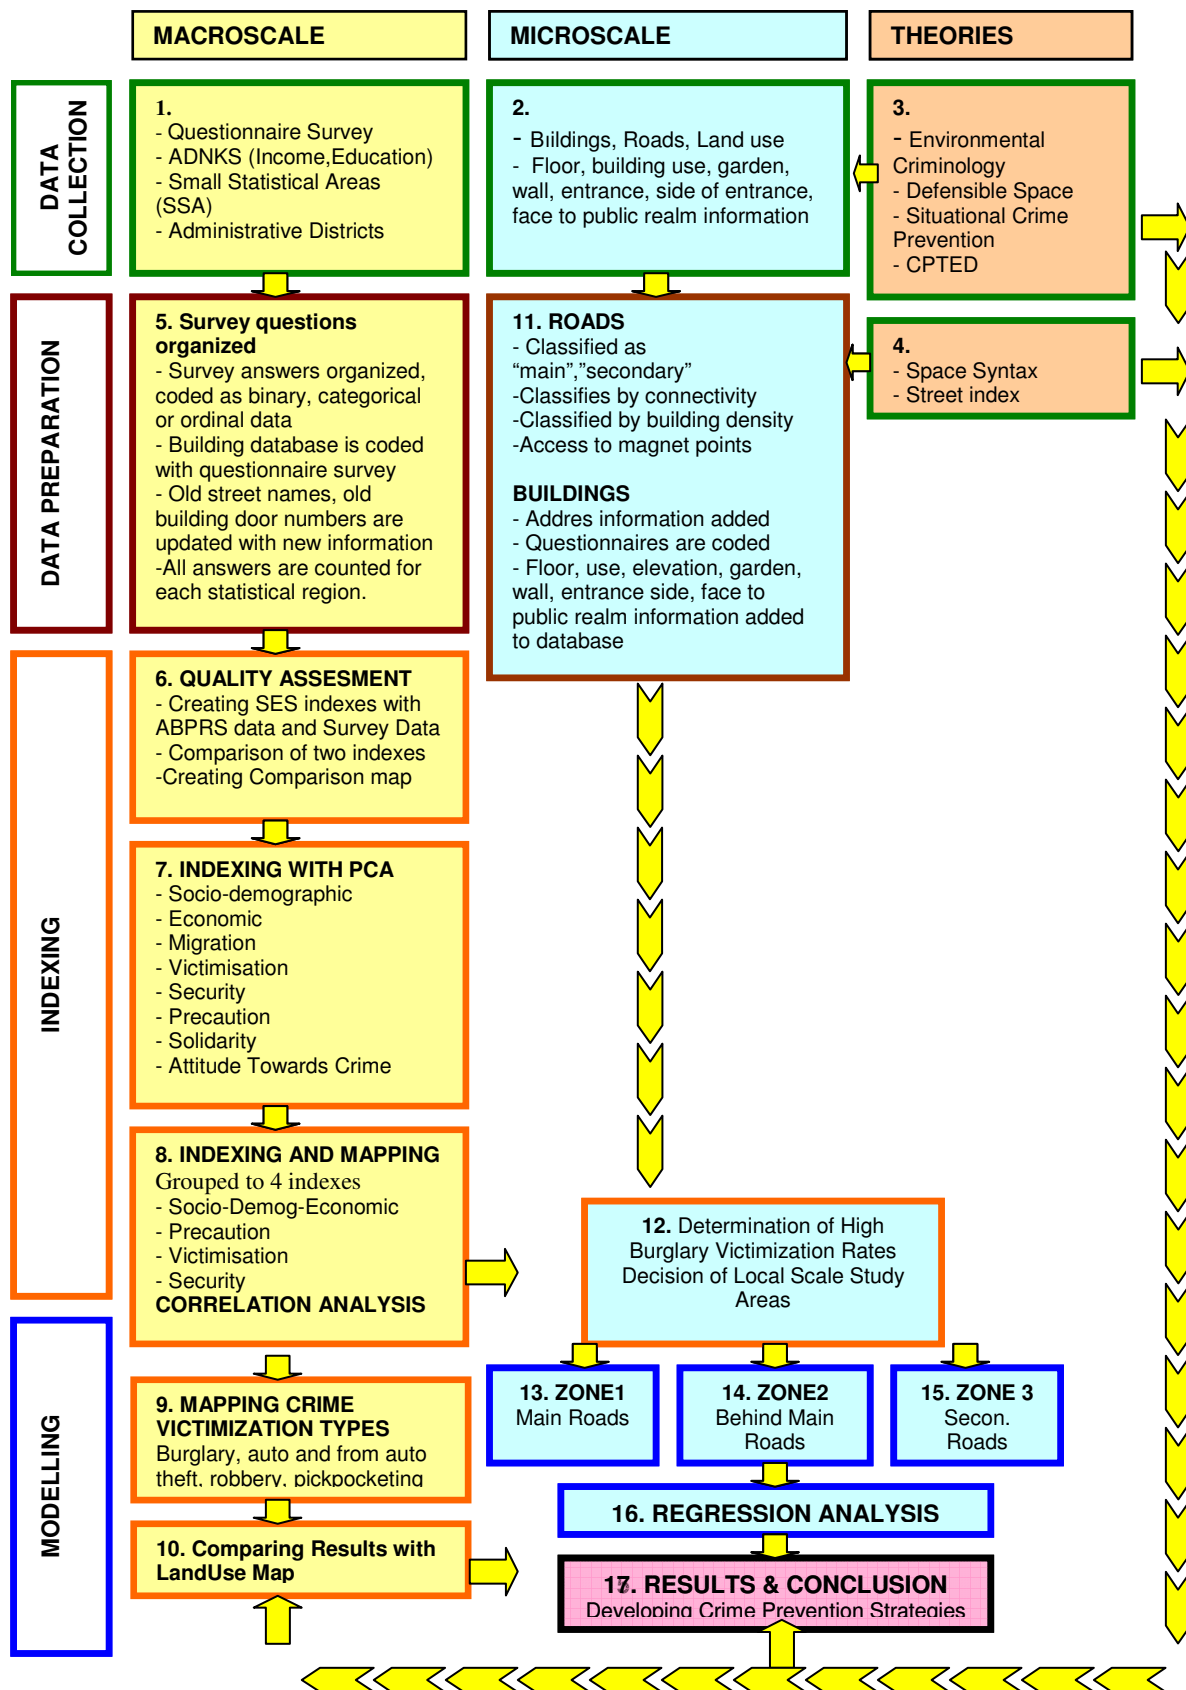 MACROSCALE
MICROSCALE
THEORIES
DATA
COLLECTION
1.
- Questionnaire Survey
- ADNKS (Income,Education)
- Small Statistical Areas
(SSA)
- Administrative Districts
2.
- Buildings, Roads, Land use
- Floor, building use, garden,
wall, entrance, side of entrance,
face to public realm information
3.
- Environmental
Criminology
- Defensible Space
- Situational Crime
Prevention
- CPTED
DATA PREPARATION
5. Survey questions
organized
- Survey answers organized,
coded as binary, categorical
or ordinal data
- Building database is coded
with questionnaire survey
- Old street names, old
building door numbers are
updated with new information
-All answers are counted for
each statistical region.
11. ROADS
- Classified as
“main”,”secondary”
-Classifies by connectivity
-Classified by building density
-Access to magnet points
BUILDINGS
- Addres information added
- Questionnaires are coded
- Floor, use, elevation, garden,
wall, entrance side, face to
public realm information added
to database
4.
- Space Syntax
- Street index
INDEXING
6. QUALITY ASSESMENT
- Creating SES indexes with
ABPRS data and Survey Data
- Comparison of two indexes
-Creating Comparison map
7. INDEXING WITH PCA
- Socio-demographic
- Economic
- Migration
- Victimisation
- Security
- Precaution
- Solidarity
- Attitude Towards Crime
8. INDEXING AND MAPPING
Grouped to 4 indexes
- Socio-Demog-Economic
- Precaution
- Victimisation
- Security
CORRELATION ANALYSIS
12. Determination of High
Burglary Victimization Rates
Decision of Local Scale Study
Areas
MODELLING
9. MAPPING CRIME
VICTIMIZATION TYPES
Burglary, auto and from auto
theft, robbery, pickpocketing
10. Comparing Results with
LandUse Map
13. ZONE1
Main Roads
14. ZONE2
Behind Main
Roads
15. ZONE 3
Secon.
Roads
16. REGRESSION ANALYSIS
17. RESULTS & CONCLUSION
Developing Crime Prevention Strategies